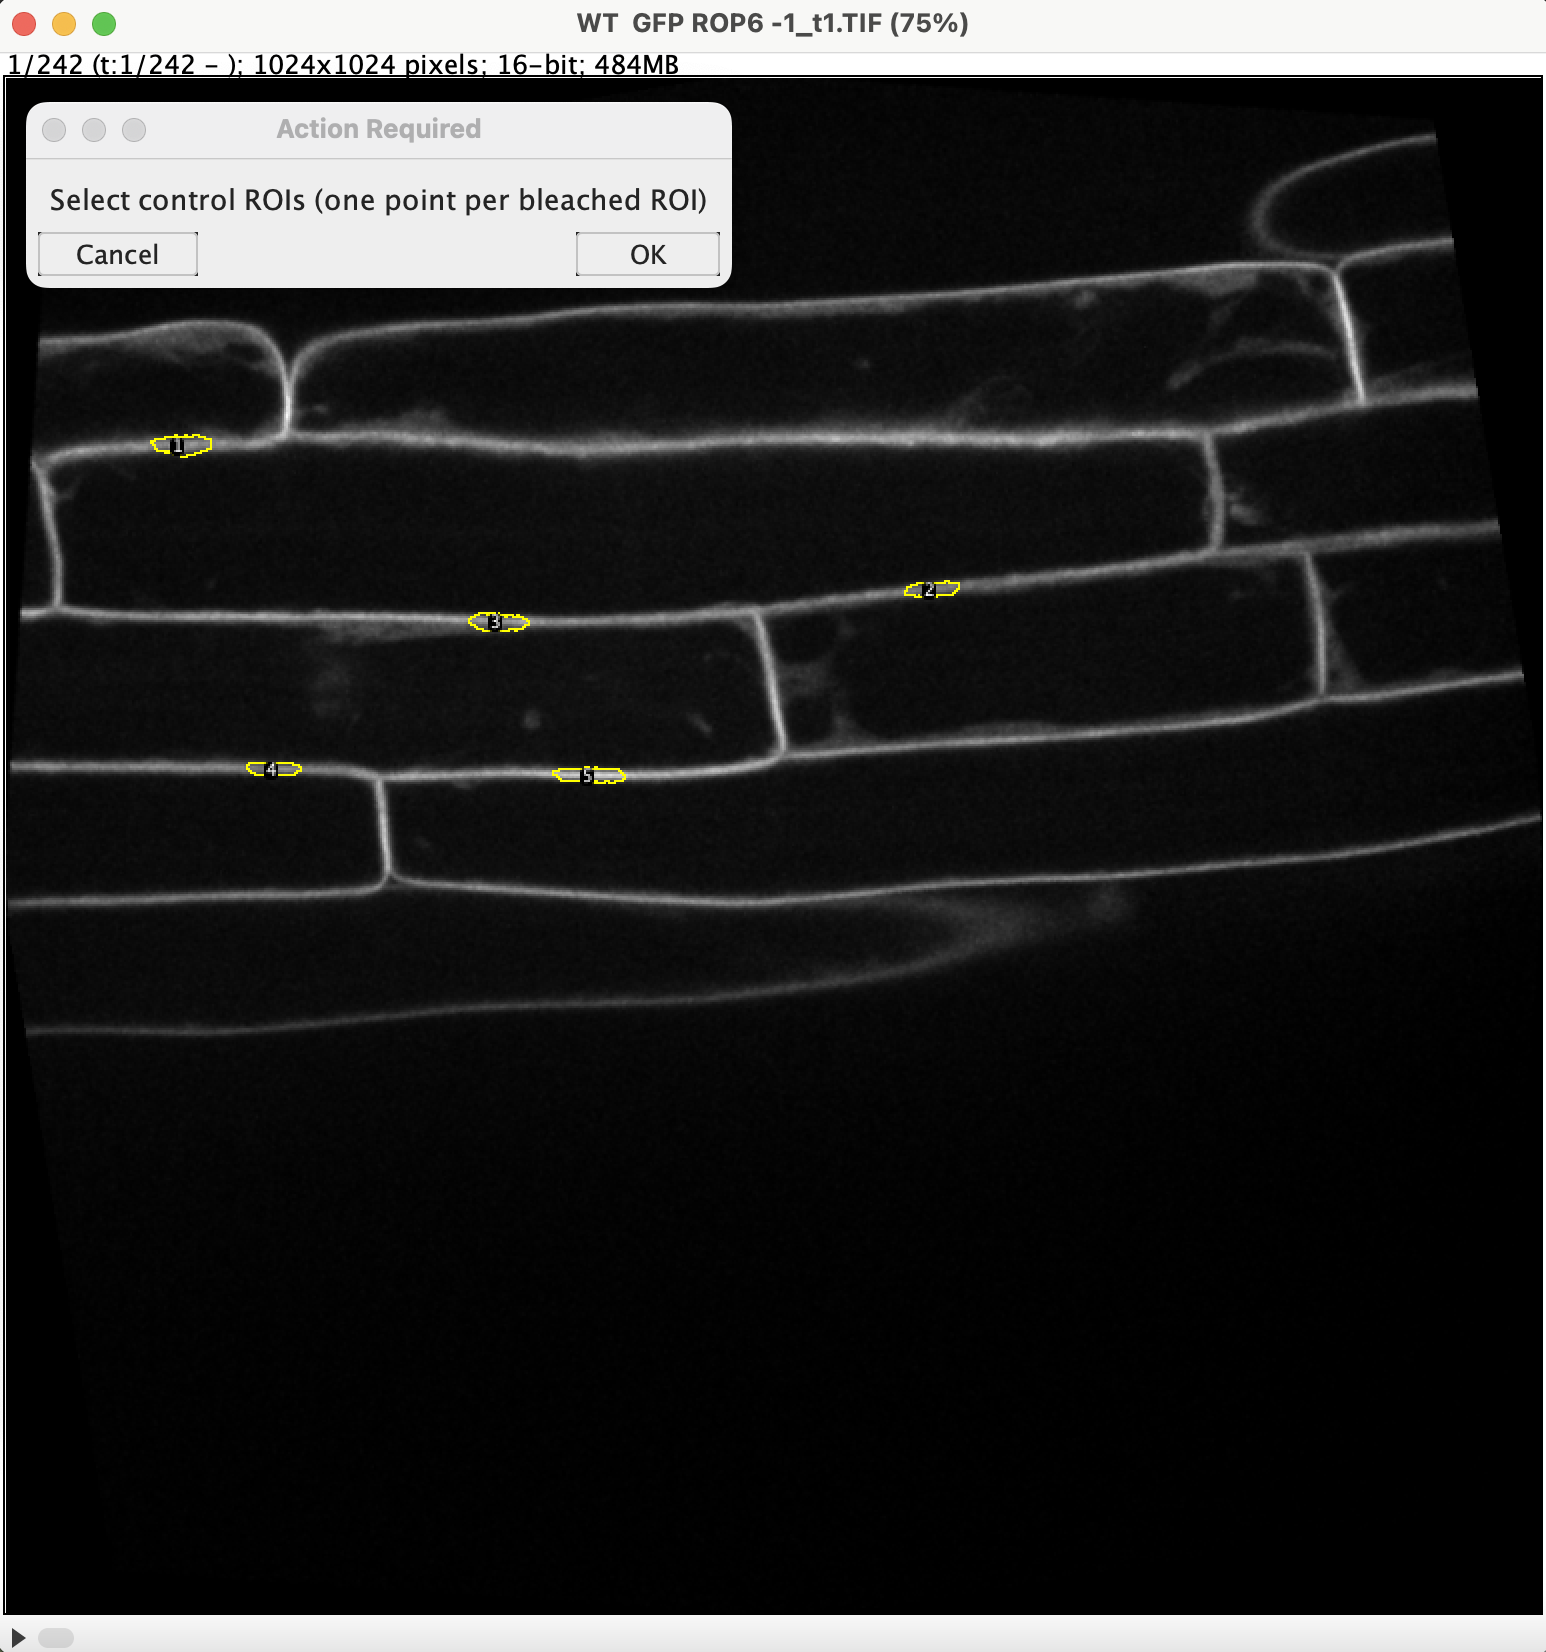 WT  GFP ROP6 -1_t1.TIF (75%)
1/242 (t:1/242 - ); 1024x1024 pixels; 16-bit; 484MB
Action Required
Select control ROIs (one point per bleached ROI)
Cancel OK
1
2
3
4
5